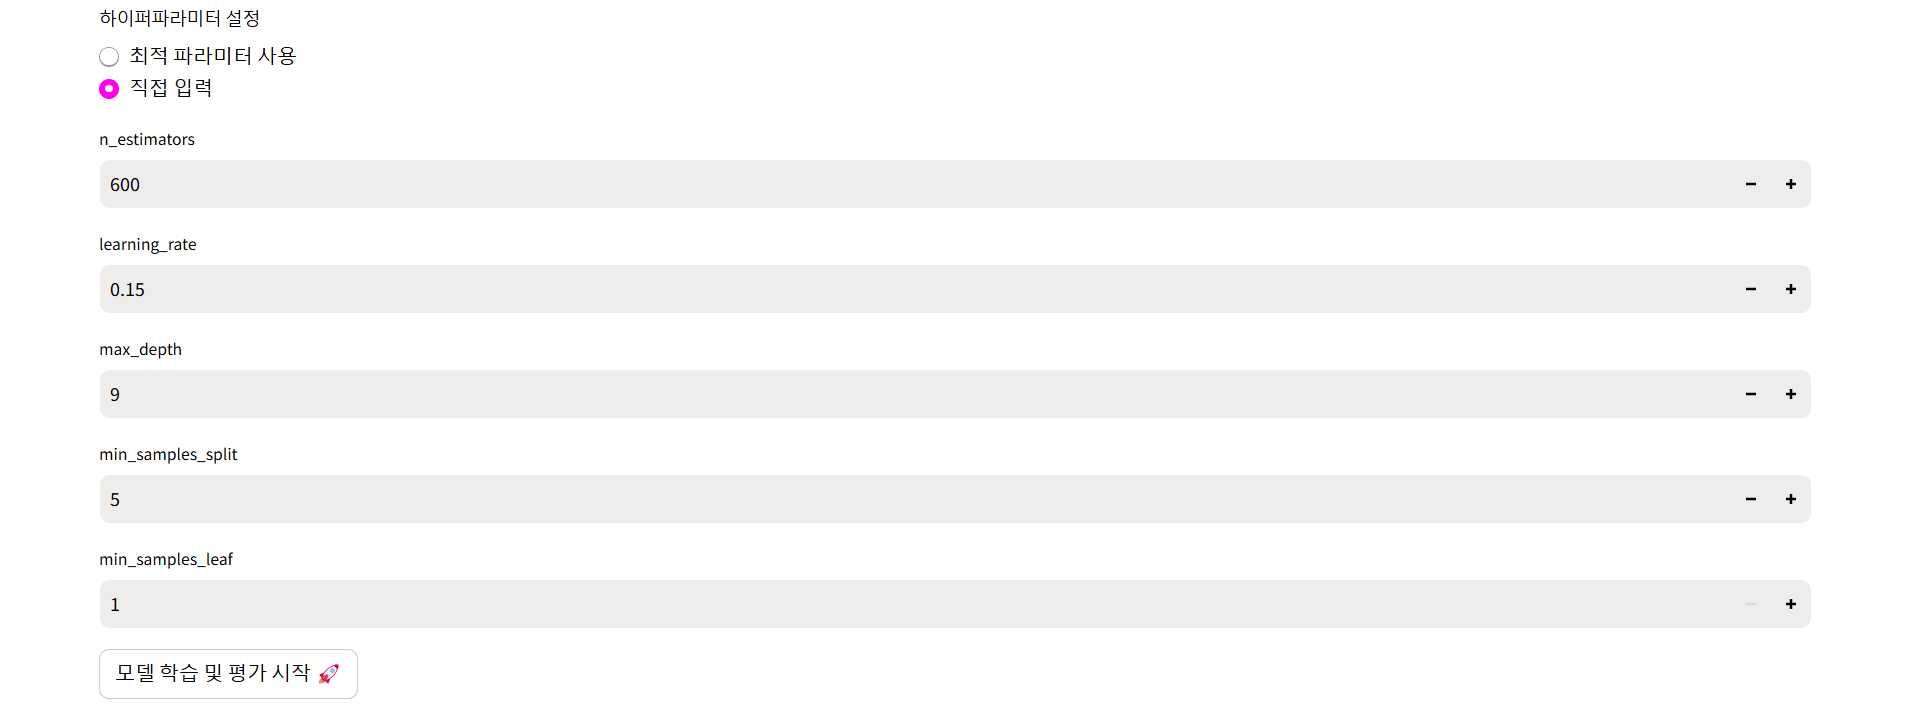 하이퍼파라미터 설정
최적 파라미터 사용
직접 입력
n_estimators
600
learning_rate
0.15
max_depth
9
min_samples_split
5
min_samples_leaf
1
모델 학습 및 평가 시작 🚀